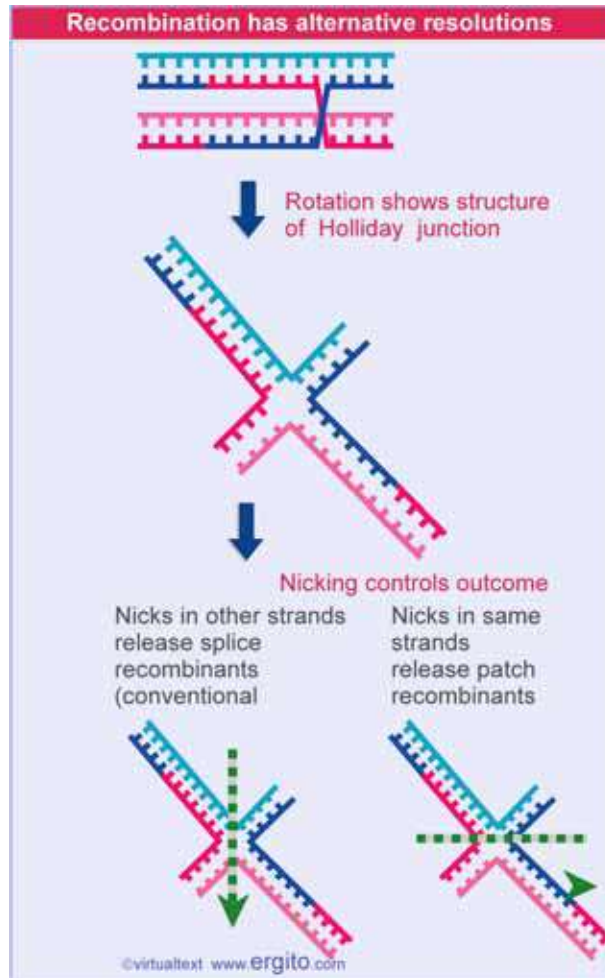 Recombination has alternative resolutions
Rotation shows structure
of Holliday junction
Nicking controls outcome
Nicks in other strands
release splice
recombinants
(conventional
Nicks in same
strands
release patch
recombinants
©virtualtext www.ergito.com